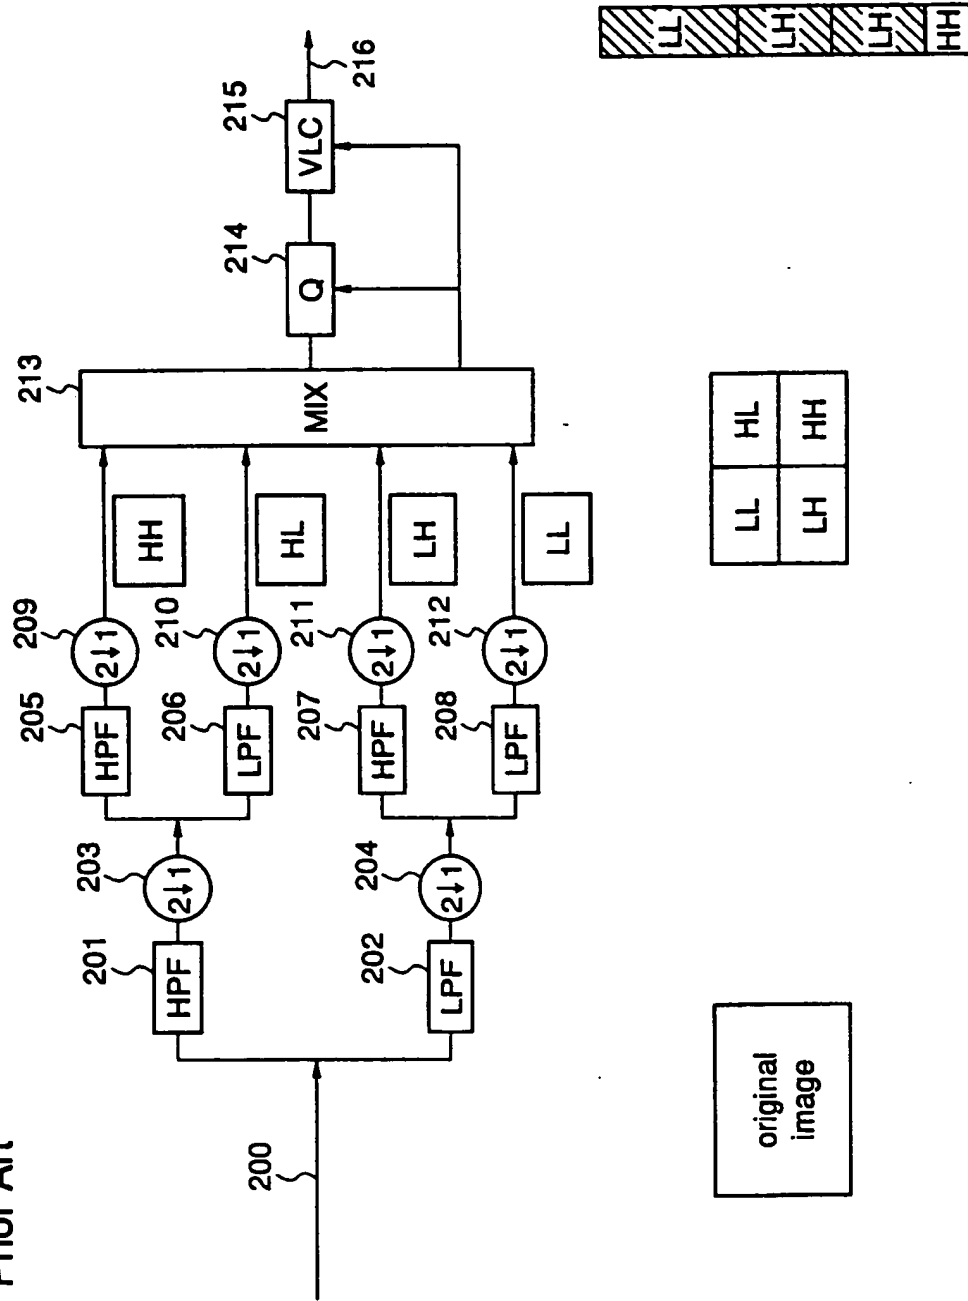 Prior Art
200
201
HPF
202
LPF
203
2↓1
204
2↓1
205
HPF
206
LPF
207
HPF
208
LPF
209
2↓1
210
2↓1
211
2↓1
212
2↓1
HH
HL
LH
LL
213
MIX
214
Q
215
VLC
216
original
image
LL
HL
LH
HH
LL
LH
LH
HH